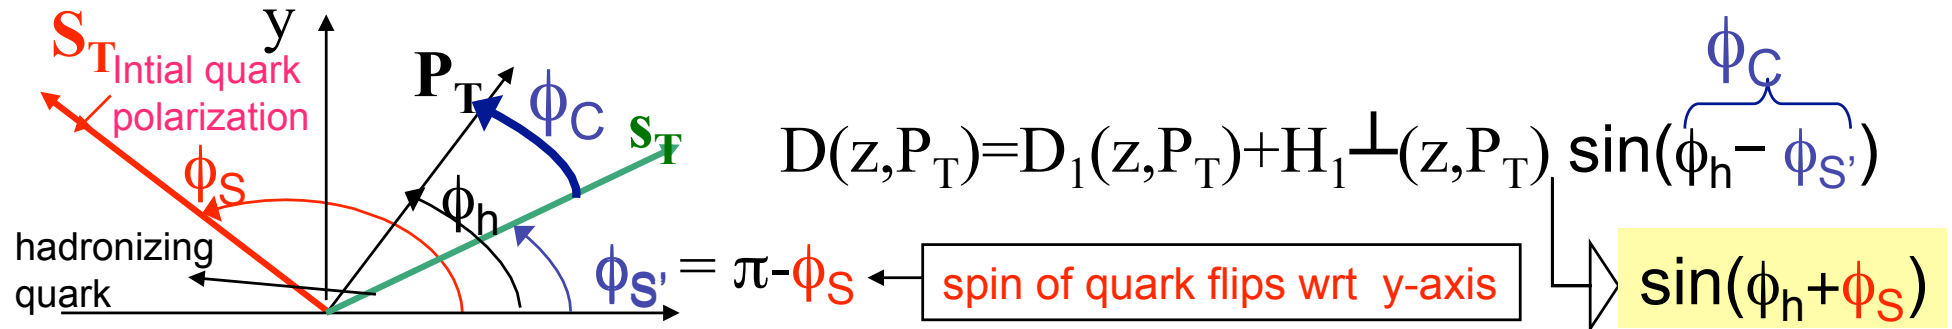 S_T
Intial quark
polarization
y
P_T
ϕ_C
s_T
ϕ_S
ϕ_h
hadronizing
quark
ϕ_S' = π-ϕ_S
spin of quark flips wrt y-axis
ϕ_C
D(z,P_T)=D_1(z,P_T)+H_1^⊥(z,P_T) sin(ϕ_h− ϕ_S')
sin(ϕ_h+ϕ_S)